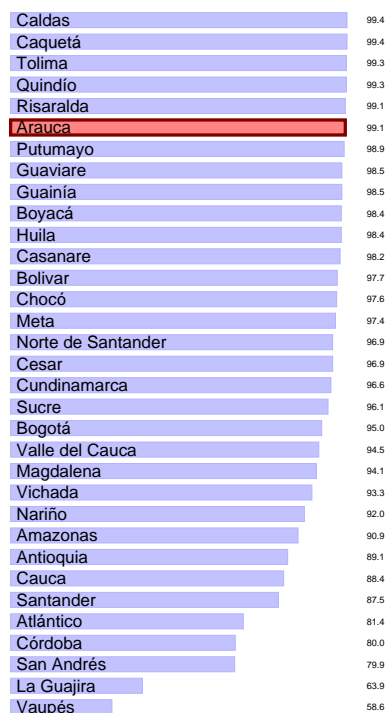 Caldas 99.4
Caquetá 99.4
Tolima 99.3
Quindío 99.3
Risaralda 99.1
Arauca 99.1
Putumayo 98.9
Guaviare 98.5
Guainía 98.5
Boyacá 98.4
Huila 98.4
Casanare 98.2
Bolivar 97.7
Chocó 97.6
Meta 97.4
Norte de Santander 96.9
Cesar 96.9
Cundinamarca 96.6
Sucre 96.1
Bogotá 95.0
Valle del Cauca 94.5
Magdalena 94.1
Vichada 93.3
Nariño 92.0
Amazonas 90.9
Antioquia 89.1
Cauca 88.4
Santander 87.5
Atlántico 81.4
Córdoba 80.0
San Andrés 79.9
La Guajira 63.9
Vaupés 58.6